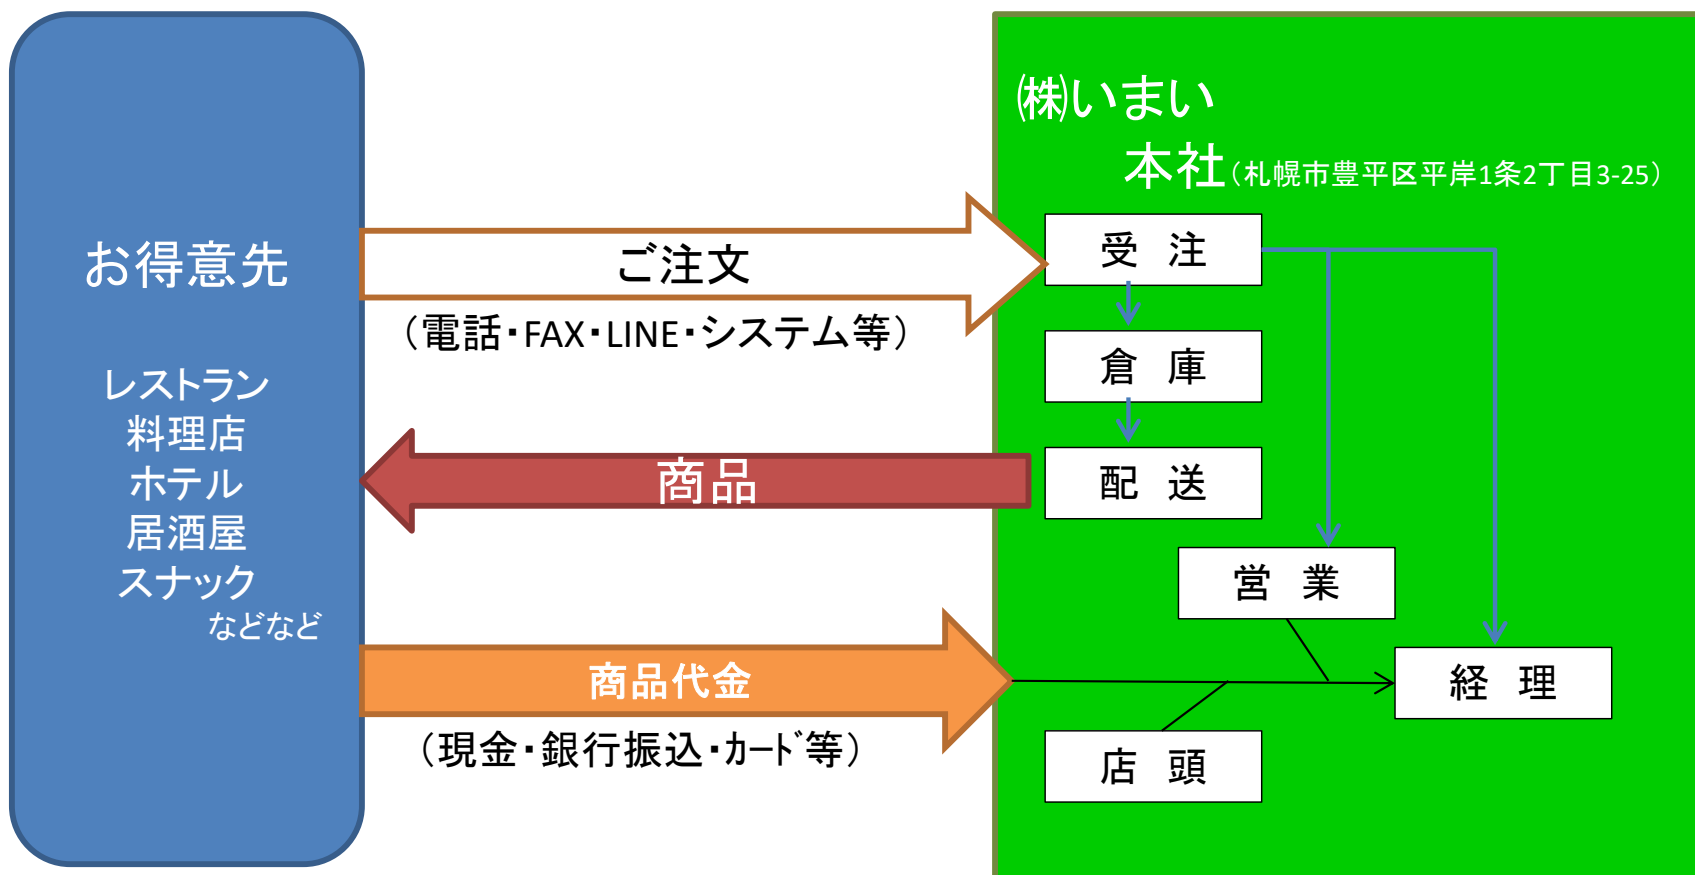 お得意先
レストラン
料理店
ホテル
居酒屋
スナック
などなど
ご注文
（電話・FAX・LINE・システム等）
商品
商品代金
（現金・銀行振込・ｶｰﾄﾞ等）
㈱いまい
本社（札幌市豊平区平岸1条2丁目3-25）
受　注
倉　庫
配　送
営　業
経　理
店　頭